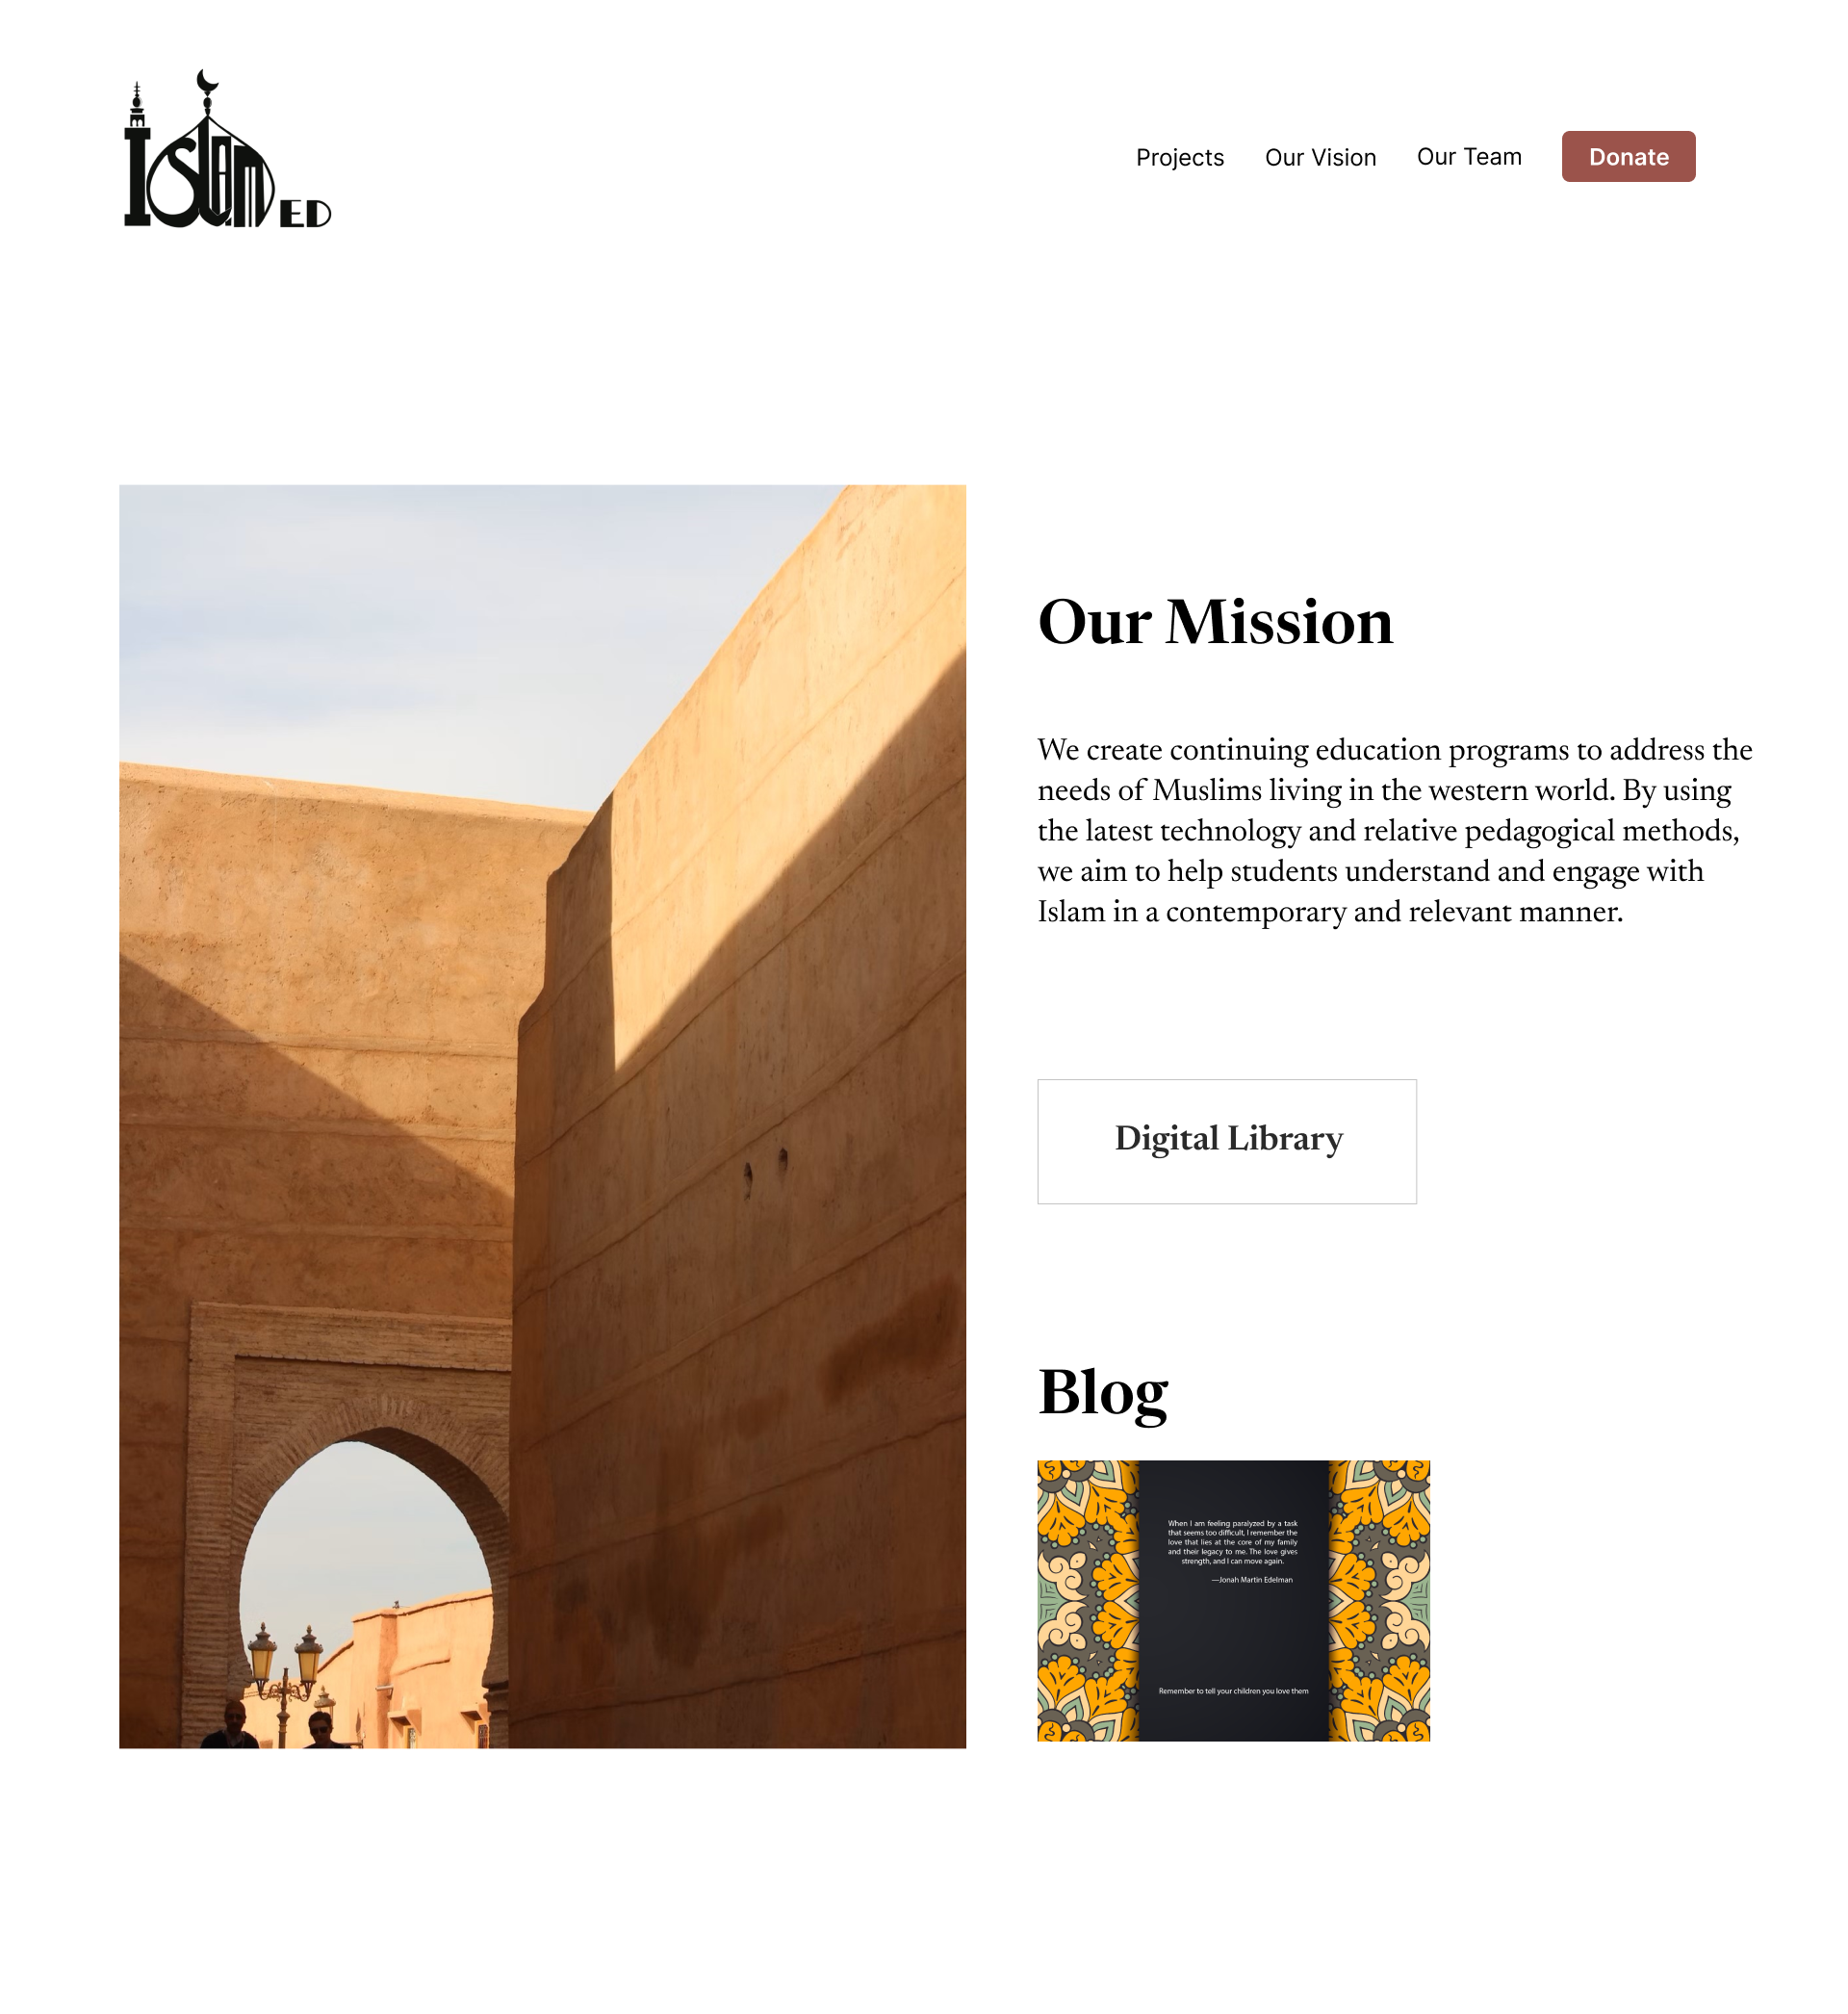 Islam ED
Projects
Our Vision
Our Team
Donate
Our Mission
We create continuing education programs to address the
needs of Muslims living in the western world. By using
the latest technology and relative pedagogical methods,
we aim to help students understand and engage with
Islam in a contemporary and relevant manner.
Digital Library
Blog
When I am feeling paralyzed by a task
that seems too difficult, I remember the
love that lies at the core of my family
and their legacy to me. The love gives
strength, and I can move again.
—Jonah Martin Edelman
Remember to tell your children you love them